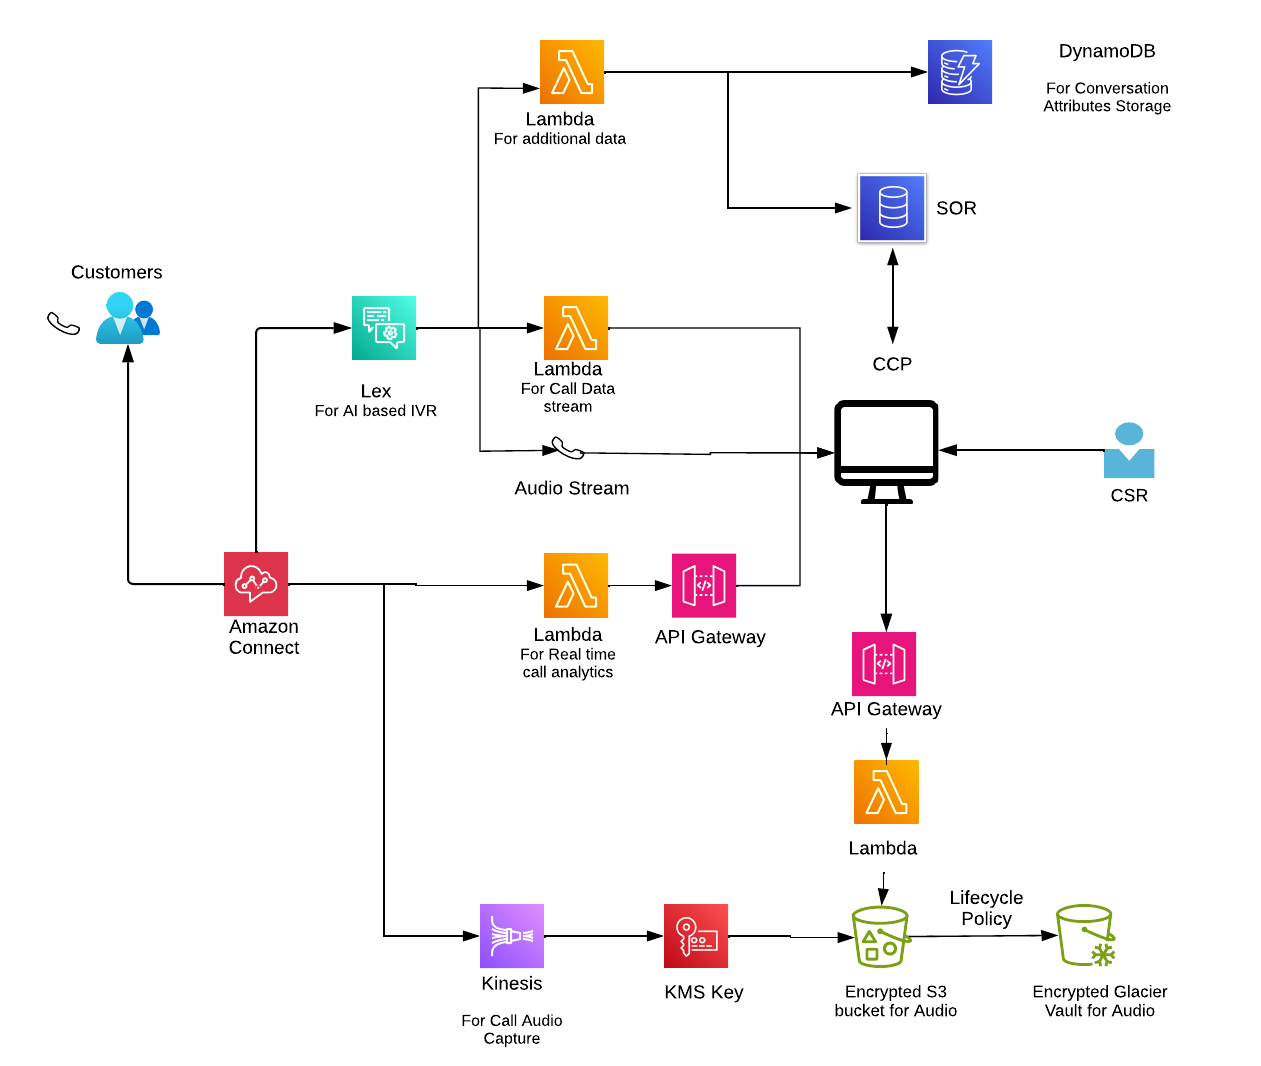 DynamoDB
For Conversation
Attributes Storage
Lambda
For additional data
SOR
Customers
CCP
Lambda
For Call Data
stream
Lex
For AI based IVR
Audio Stream
CSR
Amazon
Connect
Lambda
For Real time
call analytics
API Gateway
API Gateway
Lambda
Lifecycle
Policy
Kinesis
For Call Audio
Capture
KMS Key
Encrypted S3
bucket for Audio
Encrypted Glacier
Vault for Audio